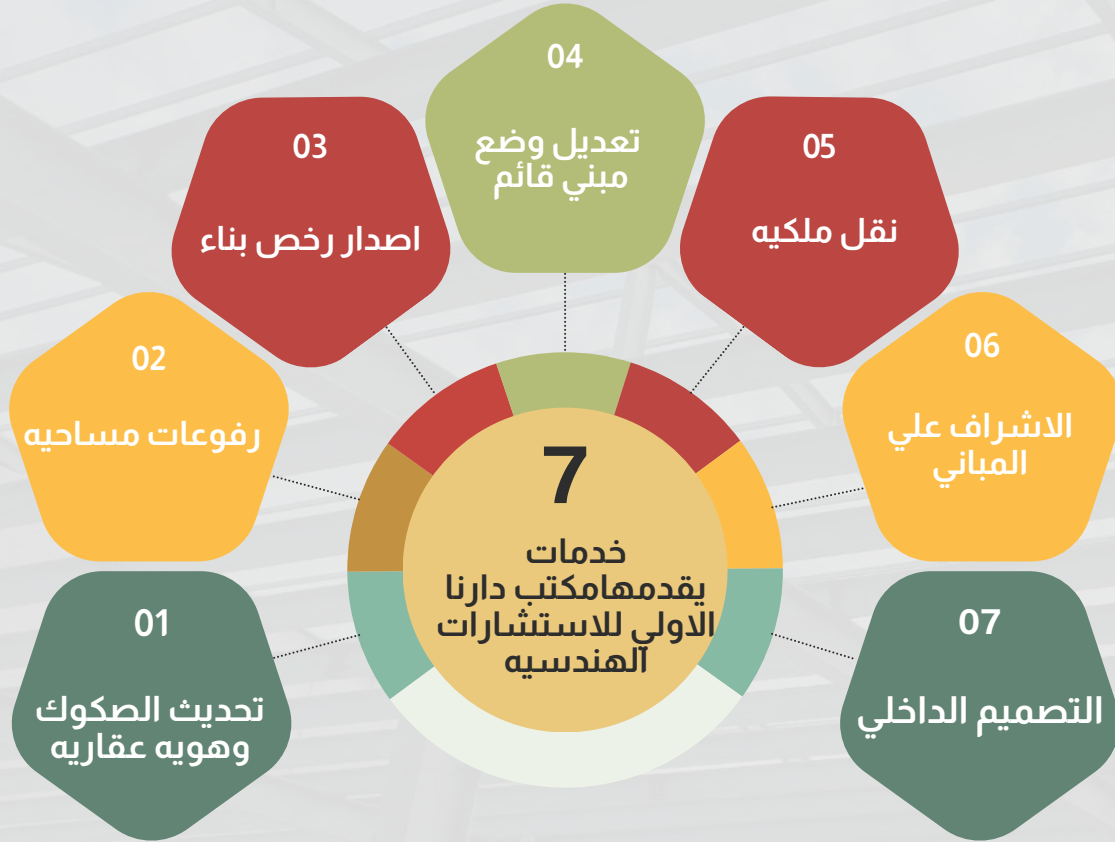 7
خدمات
يقدمهامكتب دارنا
الاولي للاستشارات
الهندسيه
01
تحديث الصكوك
وهويه عقاريه
02
رفوعات مساحيه
03
اصدار رخص بناء
04
تعديل وضع
مبني قائم
05
نقل ملكيه
06
الاشراف علي
المباني
07
التصميم الداخلي